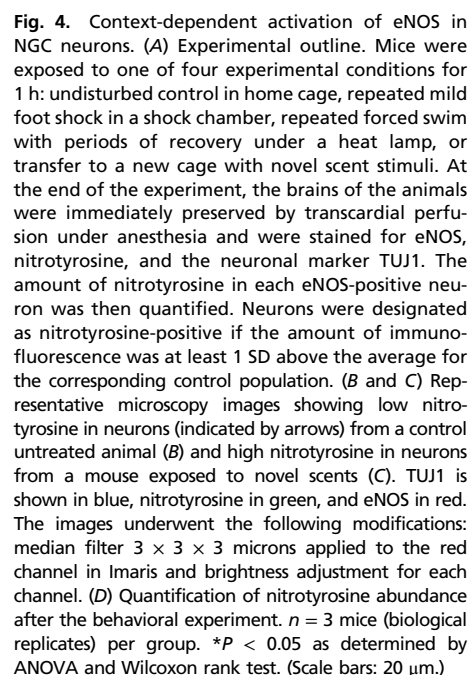 Fig. 4. Context-dependent activation of eNOS in
NGC neurons. (A) Experimental outline. Mice were
exposed to one of four experimental conditions for
1 h: undisturbed control in home cage, repeated mild
foot shock in a shock chamber, repeated forced swim
with periods of recovery under a heat lamp, or
transfer to a new cage with novel scent stimuli. At
the end of the experiment, the brains of the animals
were immediately preserved by transcardial perfu-
sion under anesthesia and were stained for eNOS,
nitrotyrosine, and the neuronal marker TUJ1. The
amount of nitrotyrosine in each eNOS-positive neu-
ron was then quantified. Neurons were designated
as nitrotyrosine-positive if the amount of immuno-
fluorescence was at least 1 SD above the average for
the corresponding control population. (B and C) Rep-
resentative microscopy images showing low nitro-
tyrosine in neurons (indicated by arrows) from a control
untreated animal (B) and high nitrotyrosine in neurons
from a mouse exposed to novel scents (C). TUJ1 is
shown in blue, nitrotyrosine in green, and eNOS in red.
The images underwent the following modifications:
median filter 3 × 3 × 3 microns applied to the red
channel in Imaris and brightness adjustment for each
channel. (D) Quantification of nitrotyrosine abundance
after the behavioral experiment. n = 3 mice (biological
replicates) per group. *P < 0.05 as determined by
ANOVA and Wilcoxon rank test. (Scale bars: 20 μm.)